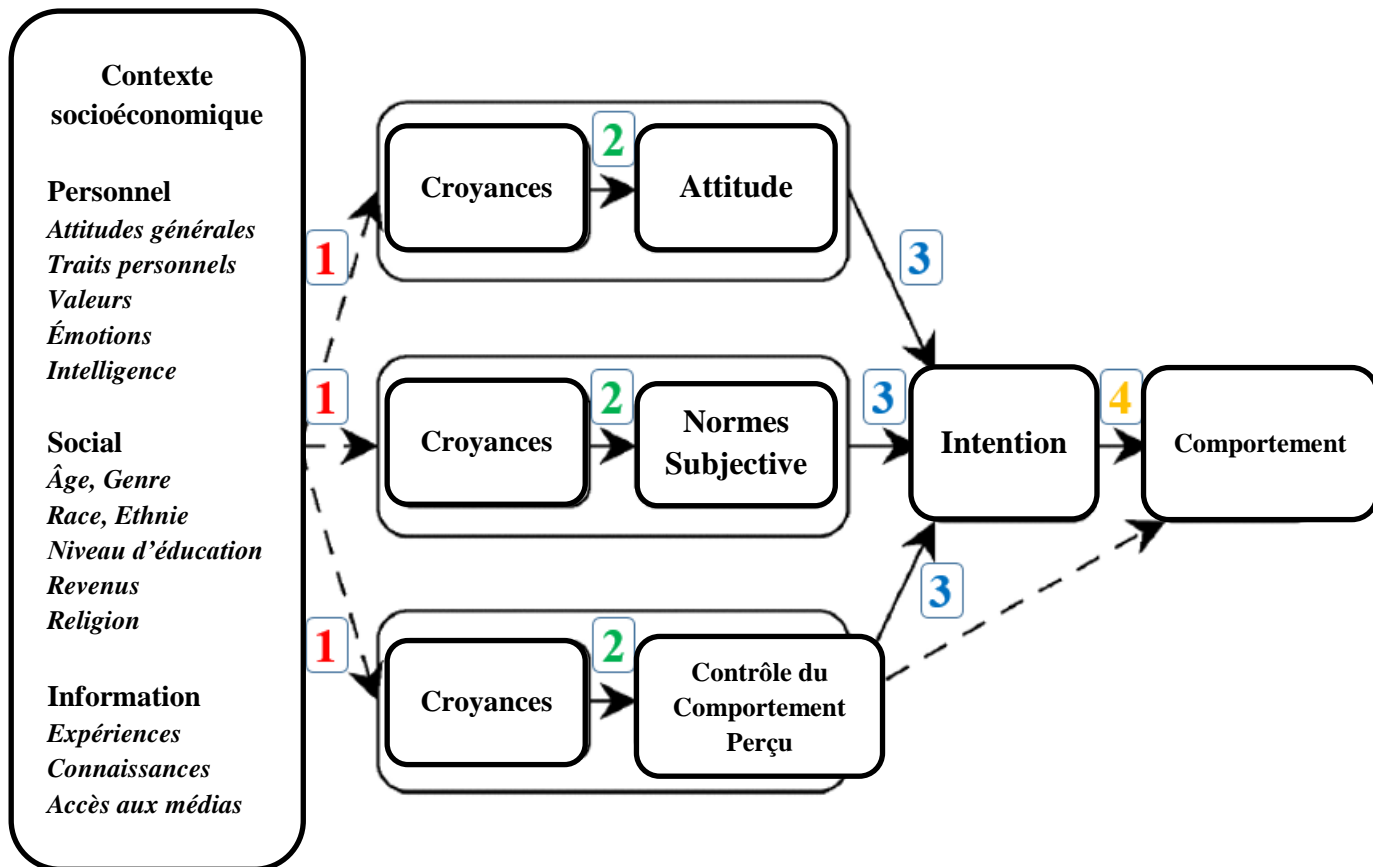 Contexte
socioéconomique
Personnel
Attitudes générales
Traits personnels
Valeurs
Émotions
Intelligence
Social
Âge, Genre
Race, Ethnie
Niveau d'éducation
Revenus
Religion
Information
Expériences
Connaissances
Accès aux médias
1
1
1
Croyances
2
Attitude
3
Croyances
2
Normes
Subjective
3
Croyances
2
Contrôle du
Comportement
Perçu
3
Intention
4
Comportement